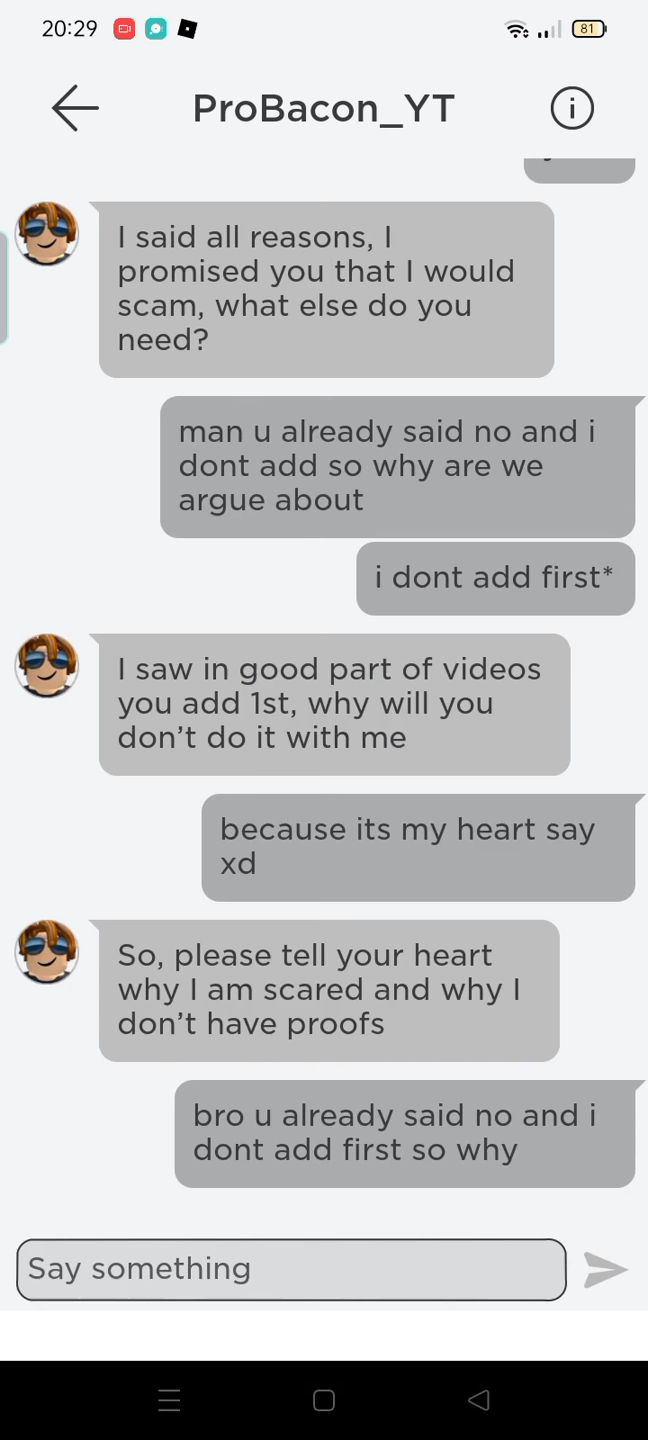 20:29
81
ProBacon_YT
I said all reasons, I
promised you that I would
scam, what else do you
need?
man u already said no and i
dont add so why are we
argue about
i dont add first*
I saw in good part of videos
you add 1st, why will you
don't do it with me
because its my heart say
xd
So, please tell your heart
why I am scared and why I
don't have proofs
bro u already said no and i
dont add first so why
Say something